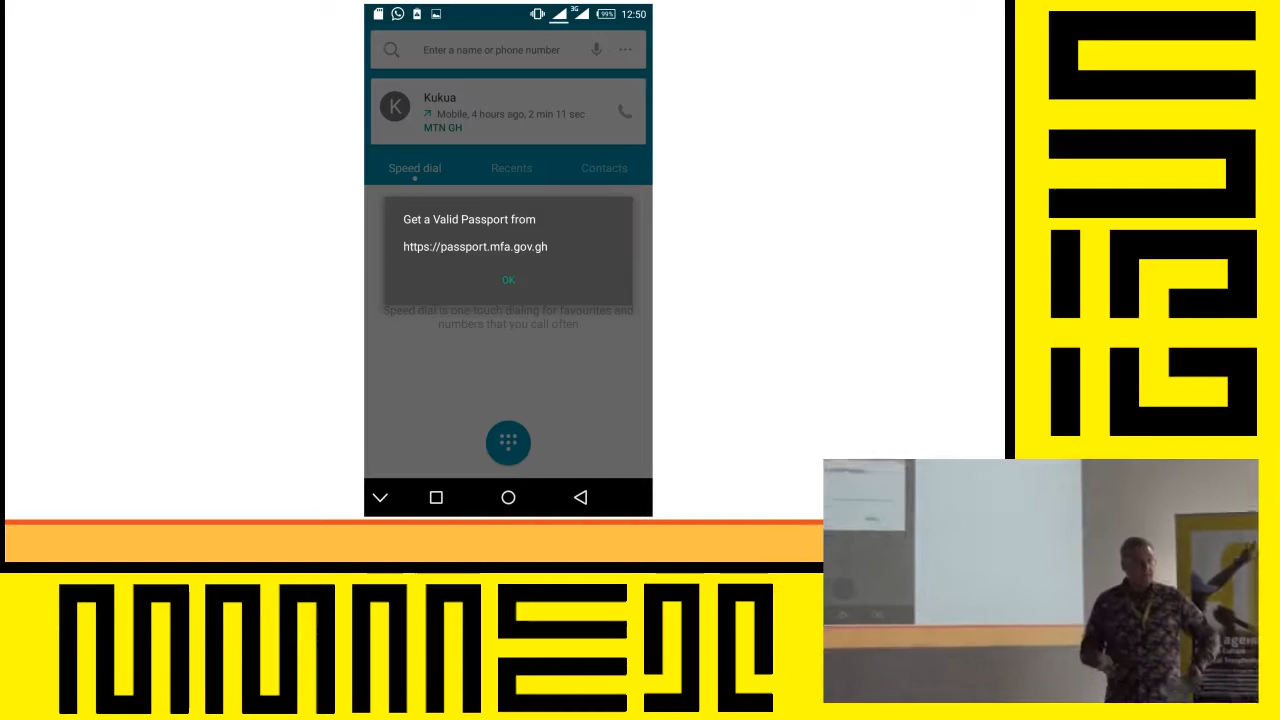 3G
99%
12:50
Enter a name or phone number
Kukua
Mobile, 4 hours ago, 2 min 11 sec
MTN GH
Speed dial
Recents
Contacts
Get a Valid Passport from
https://passport.mfa.gov.gh
OK
Speed dial is one-touch dialing for favourites and
numbers that you call often
K